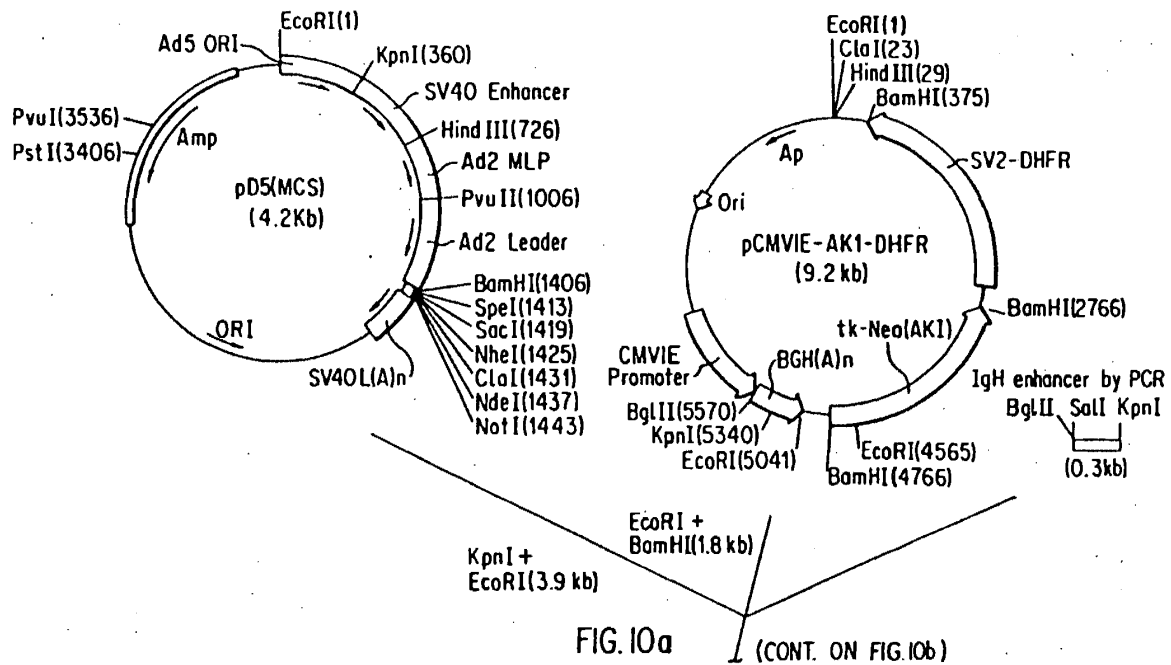 EcoRI(1)
Ad5 ORI
KpnI(360)
SV40 Enhancer
HindIII(726)
Ad2 MLP
PvuII(1006)
Ad2 Leader
BamHI(1406)
SpeI(1413)
SacI(1419)
NheI(1425)
ClaI(1431)
NdeI(1437)
NotI(1443)
SV40L(A)n
ORI
PvuI(3536)
PstI(3406)
Amp
pD5(MCS)
(4.2Kb)
EcoRI(1)
ClaI(23)
HindIII(29)
BamHI(375)
SV2-DHFR
Ap
Ori
pCMVIE-AK1-DHFR
(9.2 kb)
BamHI(2766)
tk-Neo(AKI)
CMVIE
Promoter
BGH(A)n
BglII(5570)
KpnI(5340)
EcoRI(5041)
EcoRI(4565)
BamHI(4766)
IgH enhancer by PCR
BglII SalI KpnI
(0.3kb)
KpnI +
EcoRI(3.9 kb)
EcoRI +
BamHI(1.8 kb)
FIG. 10a
(CONT. ON FIG.10b)